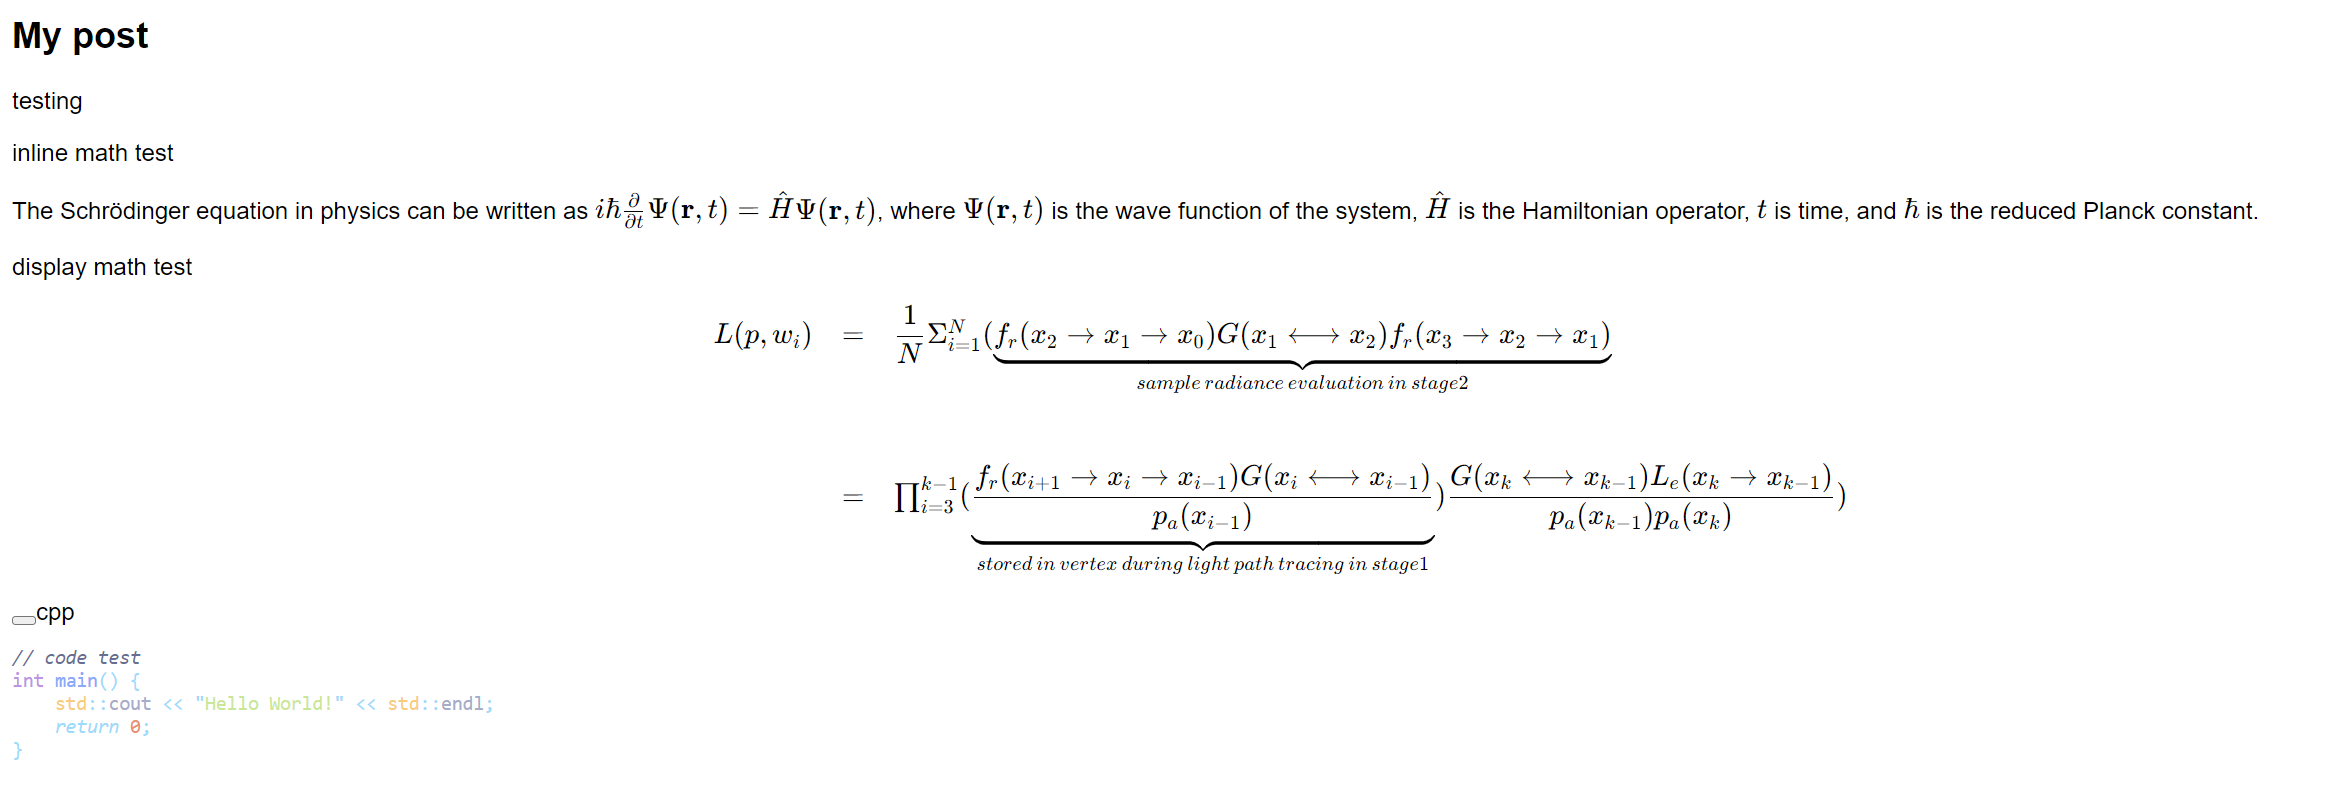 My post
testing
inline math test
The Schrödinger equation in physics can be written as $i\hbar\frac{\partial}{\partial t}\Psi(\mathbf{r},t) = \hat{H}\Psi(\mathbf{r},t)$, where $\Psi(\mathbf{r},t)$ is the wave function of the system, $\hat{H}$ is the Hamiltonian operator, $t$ is time, and $\hbar$ is the reduced Planck constant.
display math test
$L(p, w_i) = \frac{1}{N}\Sigma_{i=1}^{N}(\underbrace{f_r(x_2 \rightarrow x_1 \rightarrow x_0)G(x_1 \longleftrightarrow x_2)f_r(x_3 \rightarrow x_2 \rightarrow x_1)}_{sample\, radiance\, evaluation\, in\, stage2}$
$= \prod_{i=3}^{k-1}(\underbrace{\frac{f_r(x_{i+1} \rightarrow x_i \rightarrow x_{i-1})G(x_i \longleftrightarrow x_{i-1})}{p_a(x_{i-1})}}_{stored\, in\, vertex\, during\, light\, path\, tracing\, in\, stage1})\frac{G(x_k \longleftrightarrow x_{k-1})L_e(x_k \rightarrow x_{k-1})}{p_a(x_{k-1})p_a(x_k)})$
cpp
// code test
int main() {
    std::cout << "Hello World!" << std::endl;
    return 0;
}